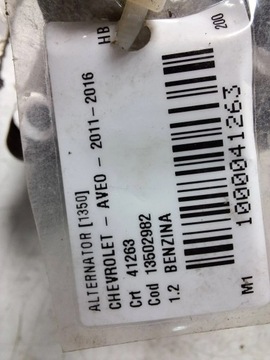 ALTERNATOR [1350]
CHEVROLET - AVEO - 2011-2016 HB
Crt 41263
Cod 13502982
1.2 BENZINA
200
1000041263
M1